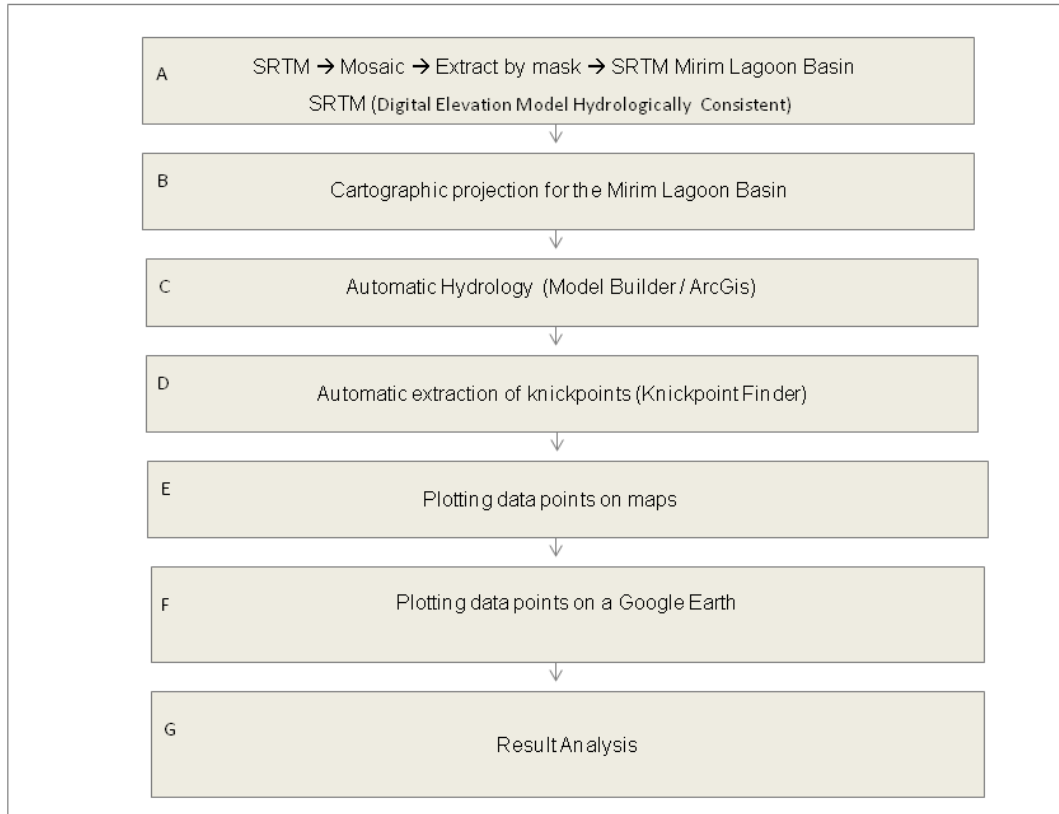 A
SRTM → Mosaic → Extract by mask → SRTM Mirim Lagoon Basin
SRTM (Digital Elevation Model Hydrologically Consistent)
B
Cartographic projection for the Mirim Lagoon Basin
C
Automatic Hydrology (Model Builder / ArcGis)
D
Automatic extraction of knickpoints (Knickpoint Finder)
E
Plotting data points on maps
F
Plotting data points on a Google Earth
G
Result Analysis